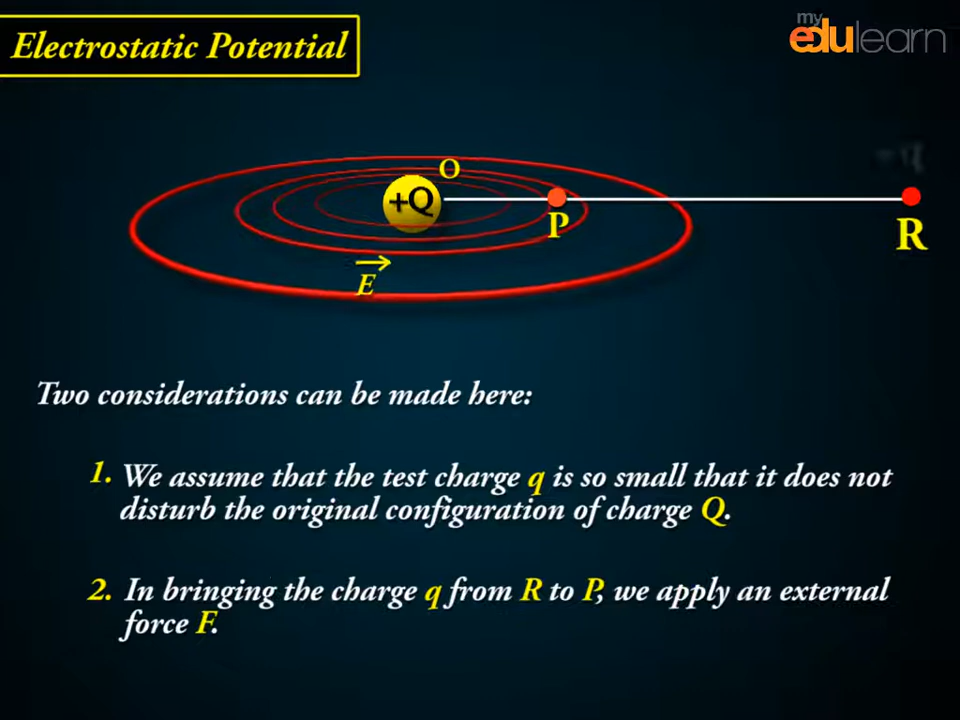 Electrostatic Potential
my
edulearn
O
+Q
P
R
E
Two considerations can be made here:
1. We assume that the test charge q is so small that it does not
disturb the original configuration of charge Q.
2. In bringing the charge q from R to P, we apply an external
force F.